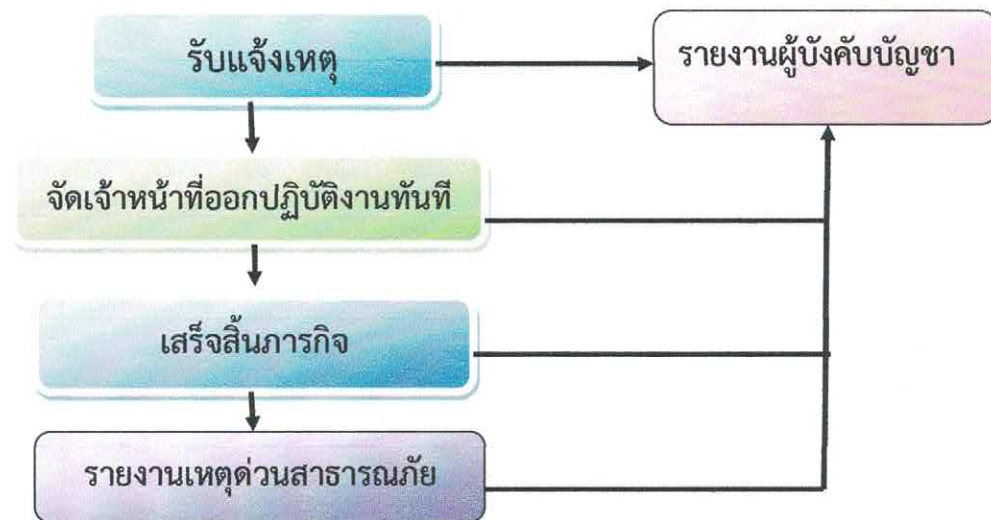 รับแจ้งเหตุ
รายงานผู้บังคับบัญชา
จัดเจ้าหน้าที่ออกปฏิบัติงานทันที
เสร็จสิ้นภารกิจ
รายงานเหตุด่วนสาธารณภัย